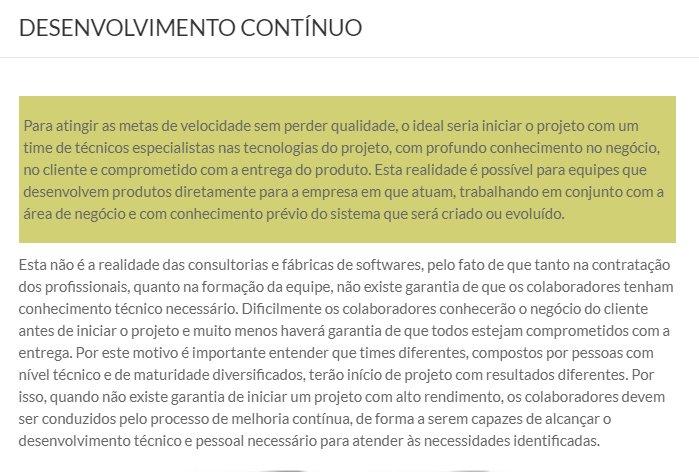 DESENVOLVIMENTO CONTÍNUO
Para atingir as metas de velocidade sem perder qualidade, o ideal seria iniciar o projeto com um
time de técnicos especialistas nas tecnologias do projeto, com profundo conhecimento no negócio,
no cliente e comprometido com a entrega do produto. Esta realidade é possível para equipes que
desenvolvem produtos diretamente para a empresa em que atuam, trabalhando em conjunto com a
área de negócio e com conhecimento prévio do sistema que será criado ou evoluído.
Esta não é a realidade das consultorias e fábricas de softwares, pelo fato de que tanto na contratação
dos profissionais, quanto na formação da equipe, não existe garantia de que os colaboradores tenham
conhecimento técnico necessário. Dificilmente os colaboradores conhecerão o negócio do cliente
antes de iniciar o projeto e muito menos haverá garantia de que todos estejam comprometidos com a
entrega. Por este motivo é importante entender que times diferentes, compostos por pessoas com
nível técnico e de maturidade diversificados, terão início de projeto com resultados diferentes. Por
isso, quando não existe garantia de iniciar um projeto com alto rendimento, os colaboradores devem
ser conduzidos pelo processo de melhoria contínua, de forma a serem capazes de alcançar o
desenvolvimento técnico e pessoal necessário para atender às necessidades identificadas.